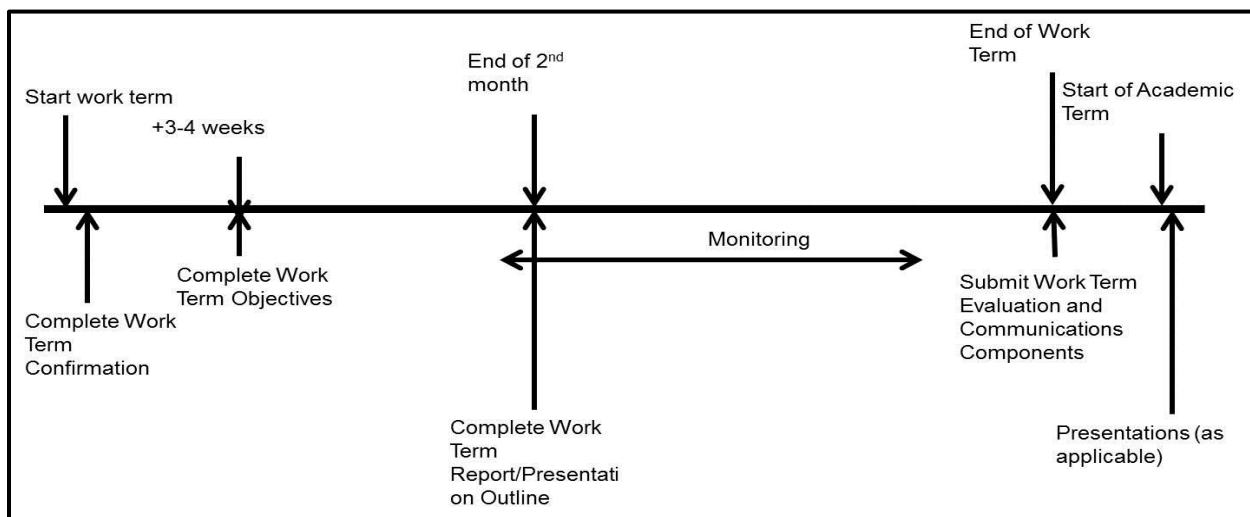 Start work term
+3-4 weeks
End of 2nd
month
End of Work
Term
Start of Academic
Term
Monitoring
Complete Work
Term
Confirmation
Complete Work
Term Objectives
Complete Work
Term
Report/Presentati
on Outline
Submit Work Term
Evaluation and
Communications
Components
Presentations (as
applicable)